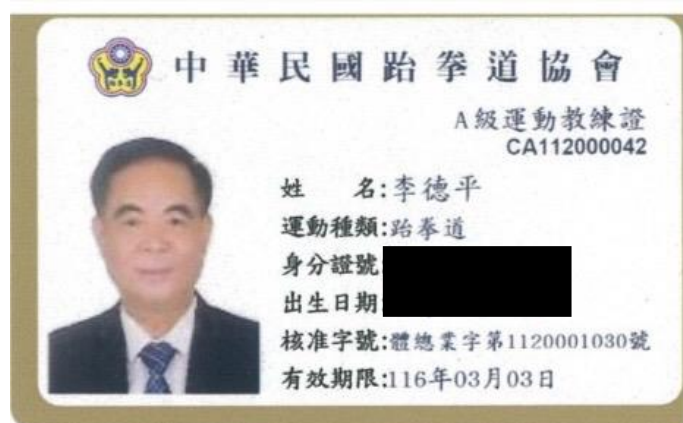 中華民國跆拳道協會
A級運動教練證
CA112000042
姓 名:李德平
運動種類:跆拳道
身分證號
出生日期
核准字號:體總業字第1120001030號
有效期限:116年03月03日